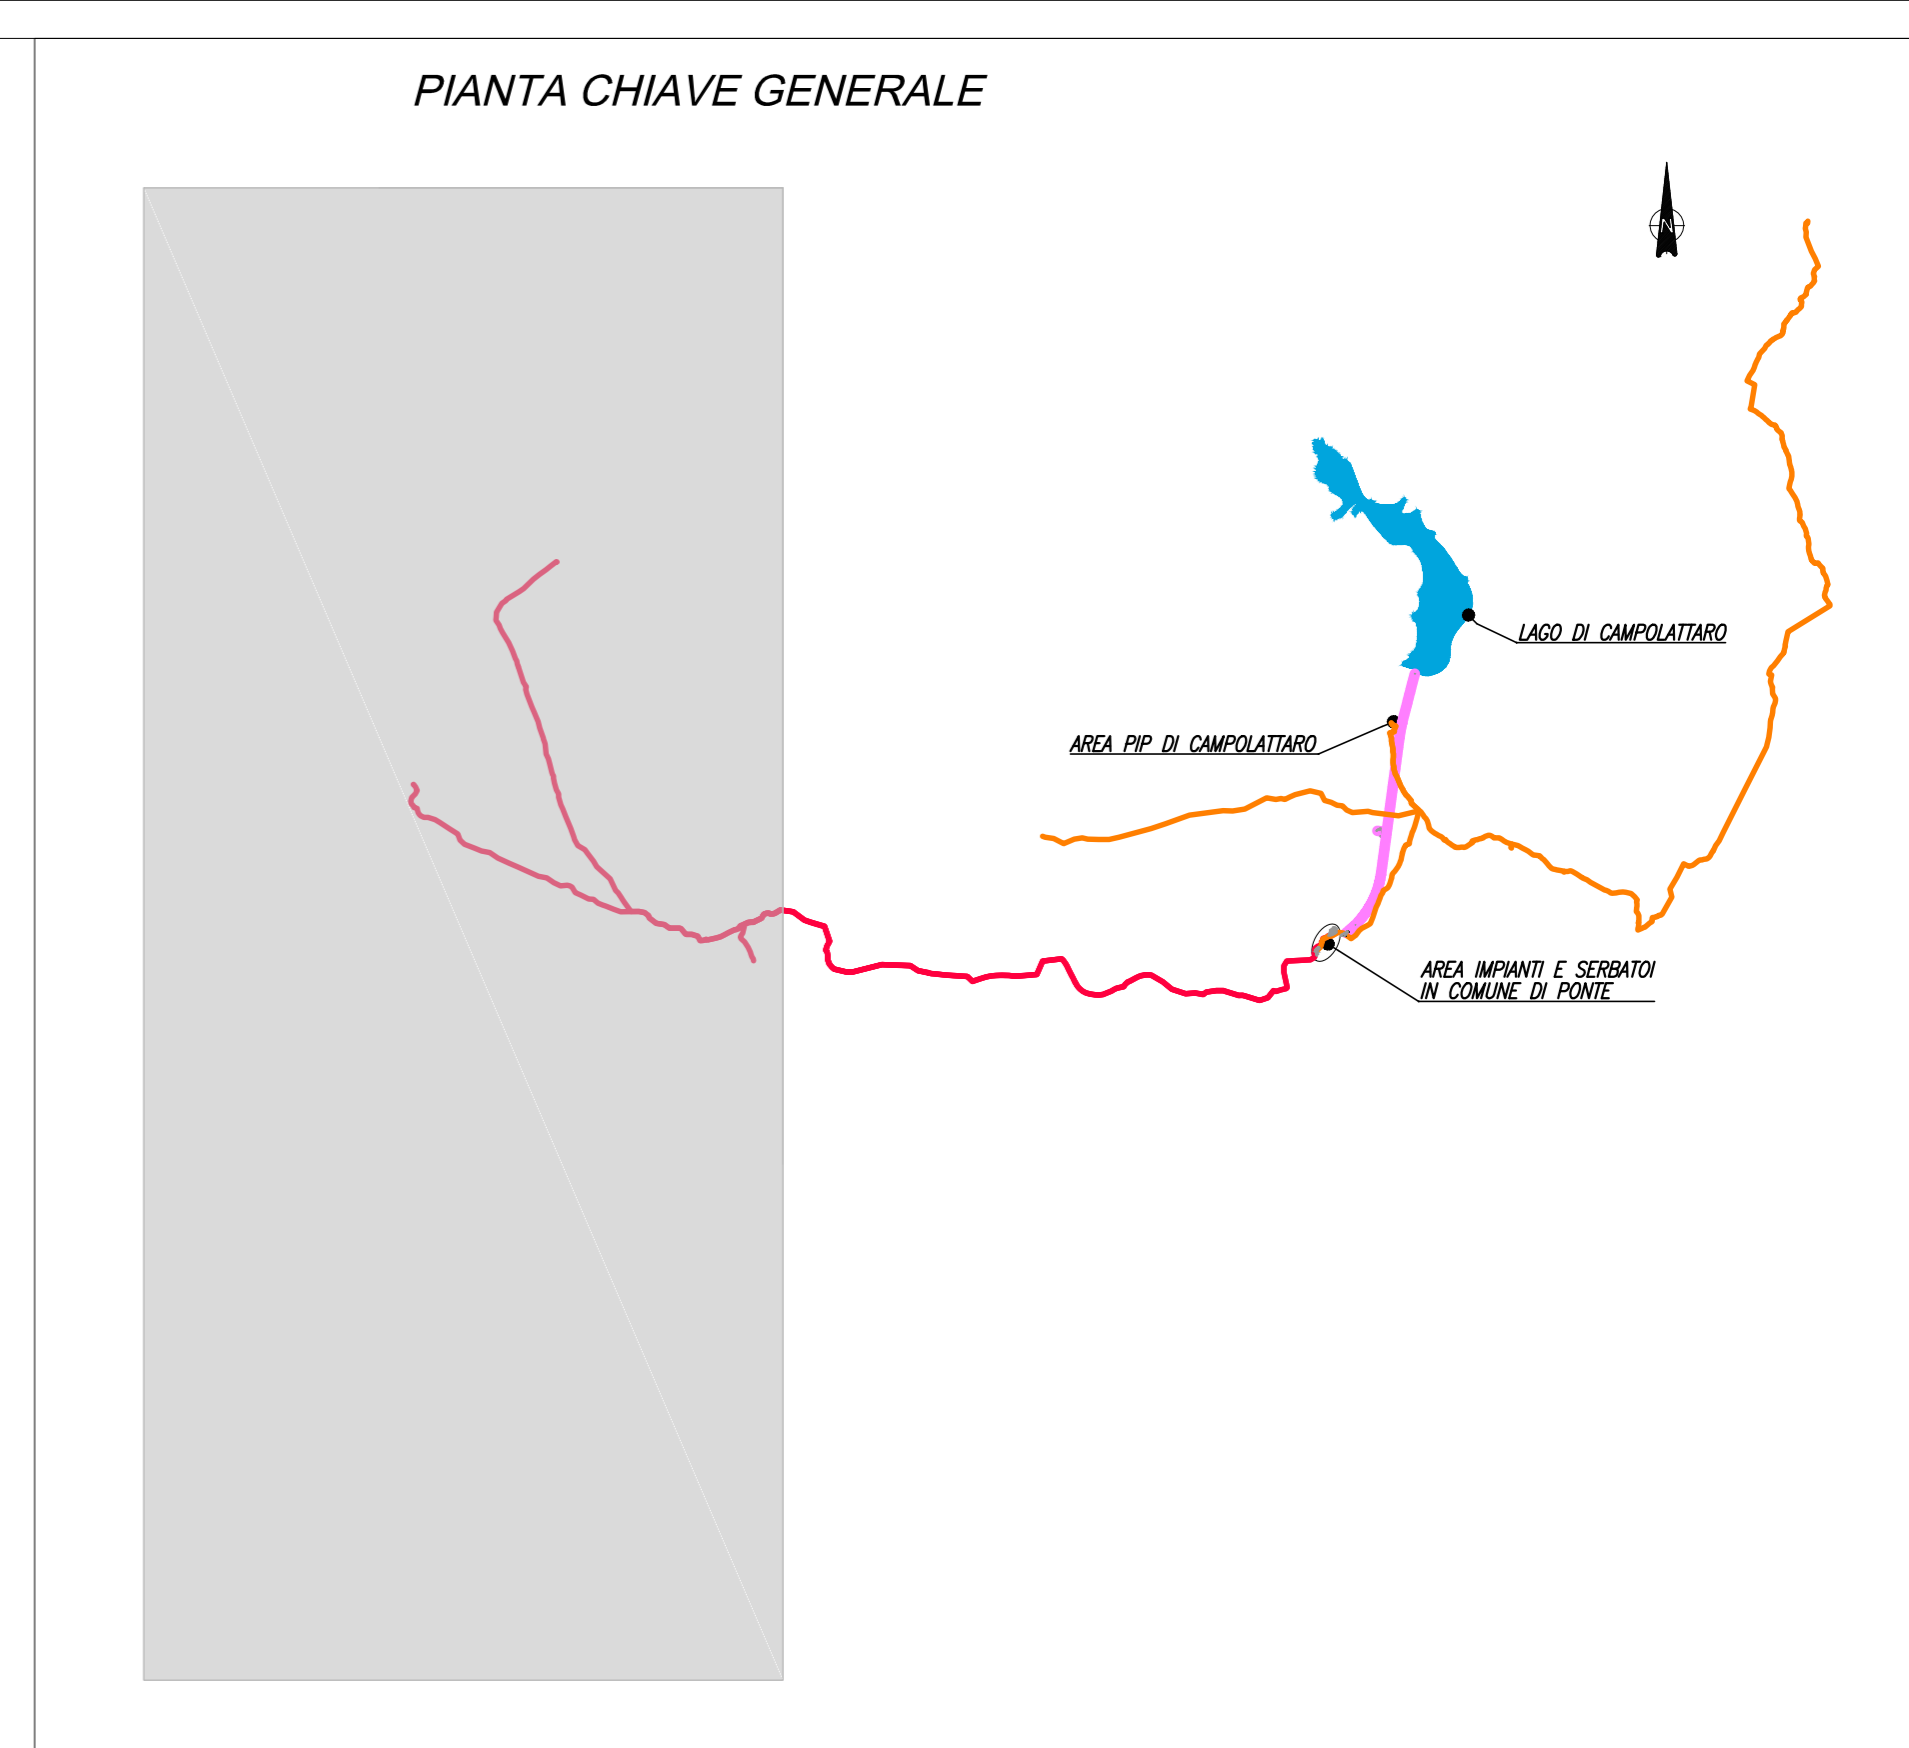 PIANTA CHIAVE GENERALE
N
LAGO DI CAMPOLATTARO
AREA PIP DI CAMPOLATTARO
AREA IMPIANTI E SERBATOI
IN COMUNE DI PONTE